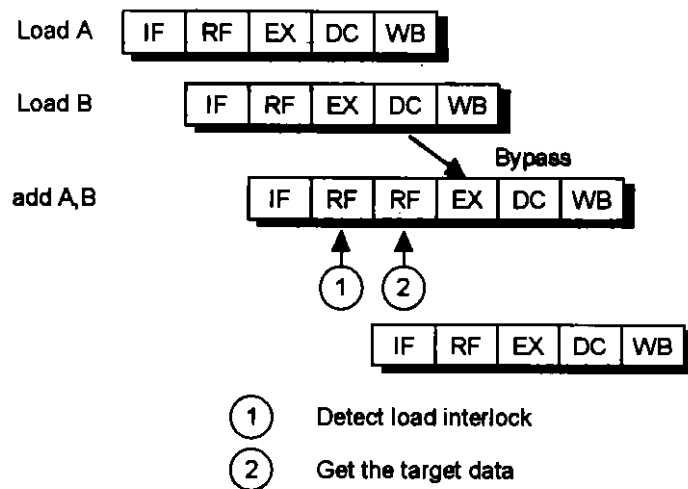 Load A IF RF EX DC WB
Load B IF RF EX DC WB
Bypass
add A,B IF RF RF EX DC WB
1 2
IF RF EX DC WB
1 Detect load interlock
2 Get the target data